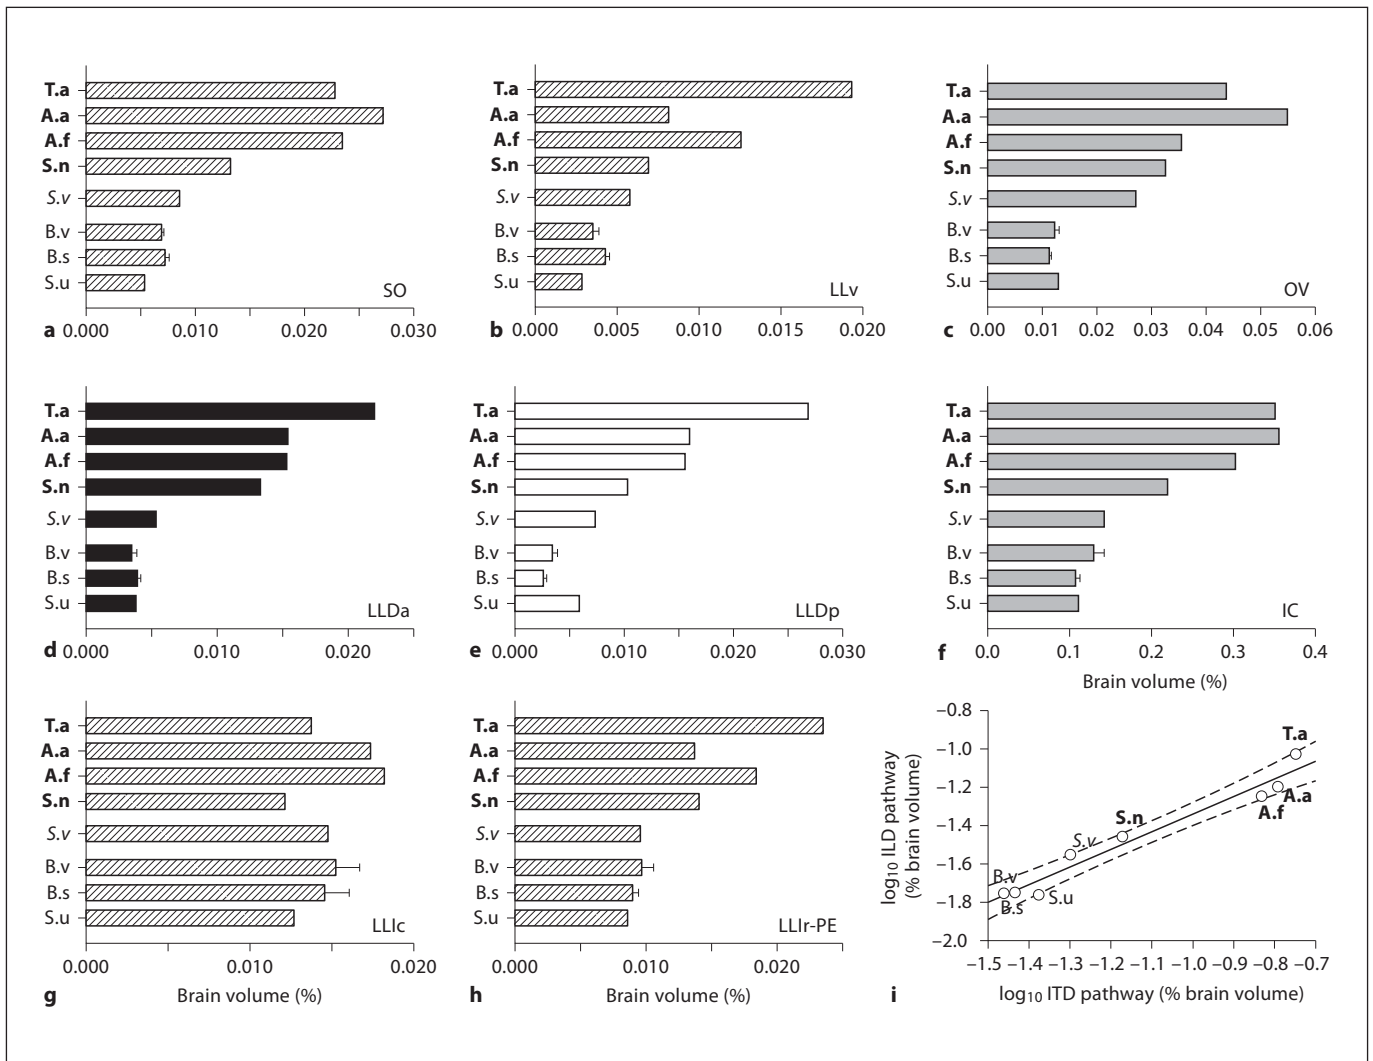 T.a
A.a
A.f
S.n
S.v
B.v
B.s
S.u
SO
a 0.000 0.010 0.020 0.030
T.a
A.a
A.f
S.n
S.v
B.v
B.s
S.u
LLv
b 0.000 0.005 0.010 0.015 0.020
T.a
A.a
A.f
S.n
S.v
B.v
B.s
S.u
OV
c 0.00 0.01 0.02 0.03 0.04 0.05 0.06
T.a
A.a
A.f
S.n
S.v
B.v
B.s
S.u
LLDa
d 0.000 0.010 0.020
T.a
A.a
A.f
S.n
S.v
B.v
B.s
S.u
LLDp
e 0.000 0.010 0.020 0.030
T.a
A.a
A.f
S.n
S.v
B.v
B.s
S.u
IC
f 0.0 0.1 0.2 0.3 0.4
Brain volume (%)
T.a
A.a
A.f
S.n
S.v
B.v
B.s
S.u
LLIc
0.000 0.010 0.020
g Brain volume (%)
T.a
A.a
A.f
S.n
S.v
B.v
B.s
S.u
LLIr-PE
0.000 0.010 0.020
h Brain volume (%)
log10 ILD pathway
(% brain volume)
−0.8
−1.0
−1.2
−1.4
−1.6
−1.8
−2.0
T.a
A.a
A.f
S.n
S.v
B.v
B.s
S.u
−1.5 −1.4 −1.3 −1.2 −1.1 −1.0 −0.9 −0.8 −0.7
i log10 ITD pathway (% brain volume)